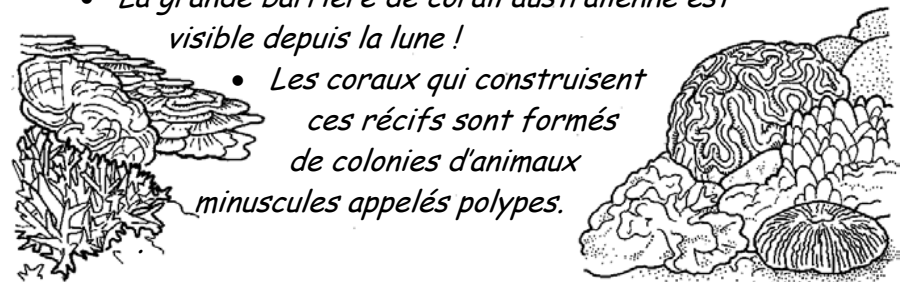 • La grande barrière de corail australienne est
visible depuis la lune !
• Les coraux qui construisent
ces récifs sont formés
de colonies d'animaux
minuscules appelés polypes.